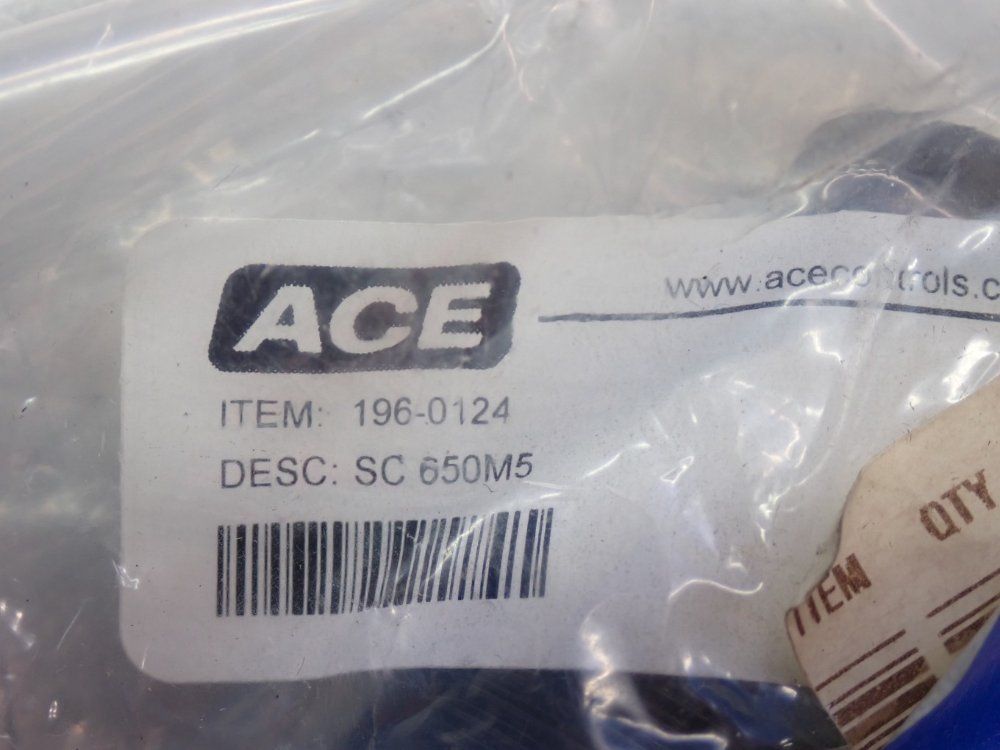 ACE
www.acecontrols.c
ITEM: 196-0124
DESC: SC 650M5
ITEM
QTY